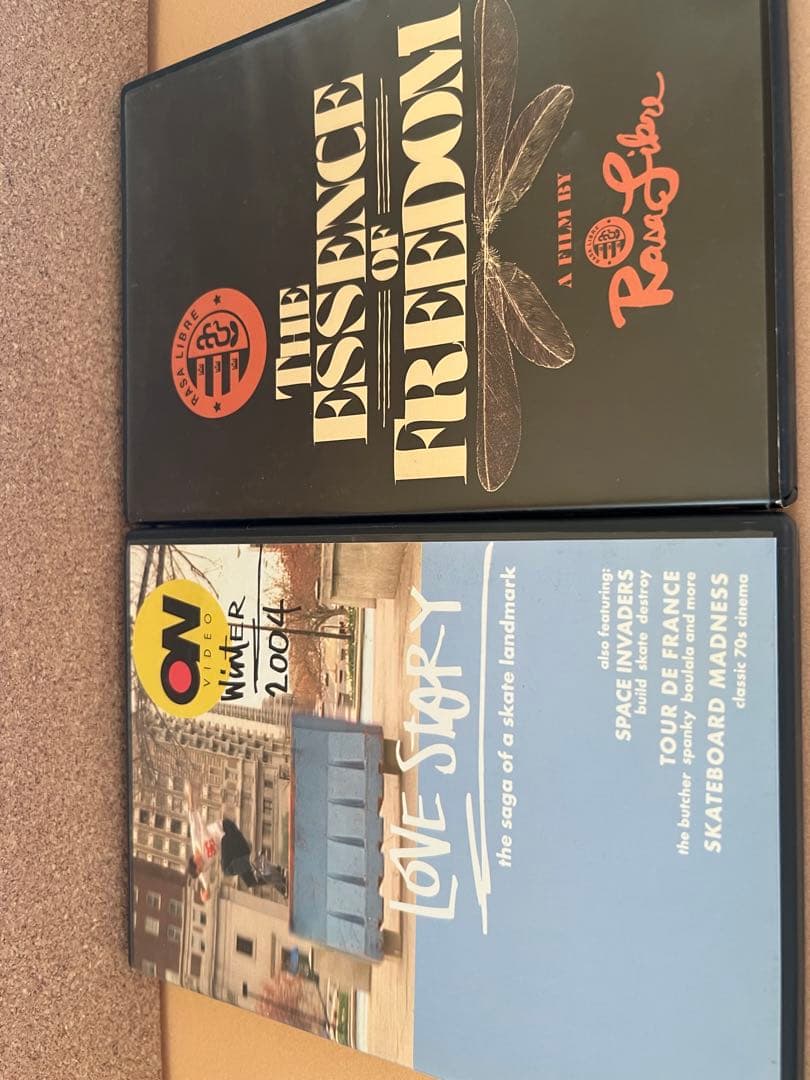 RASA LIBRE
THE
ESSENCE
OF
FREEDOM
A FILM BY
RASA LIBRE
Rasa Libre
ON
VIDEO
WINTER
2004
LOVE STORY
the saga of a skate landmark
also featuring:
SPACE INVADERS
build skate destroy
TOUR DE FRANCE
the butcher spanky boulala and more
SKATEBOARD MADNESS
classic 70s cinema